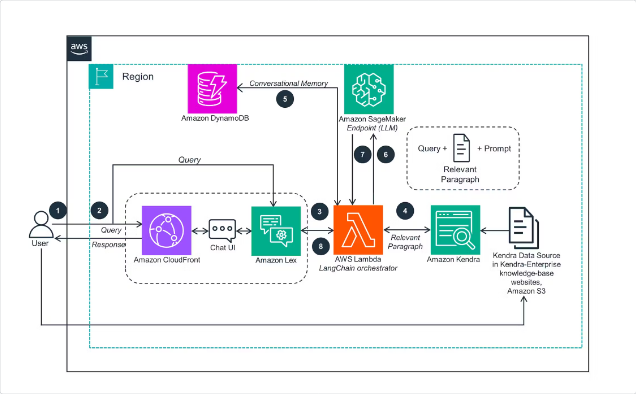 aws
Region
Conversational Memory
5
Amazon DynamoDB
Amazon SageMaker
Endpoint (LLM)
7
6
Query +
+ Prompt
Relevant
Paragraph
Query
1
2
Query
Response
User
Amazon CloudFront
Chat UI
Amazon Lex
3
8
AWS Lambda
LangChain orchestrator
4
Relevant
Paragraph
Amazon Kendra
Kendra Data Source
in Kendra-Enterprise
knowledge-base
websites,
Amazon S3